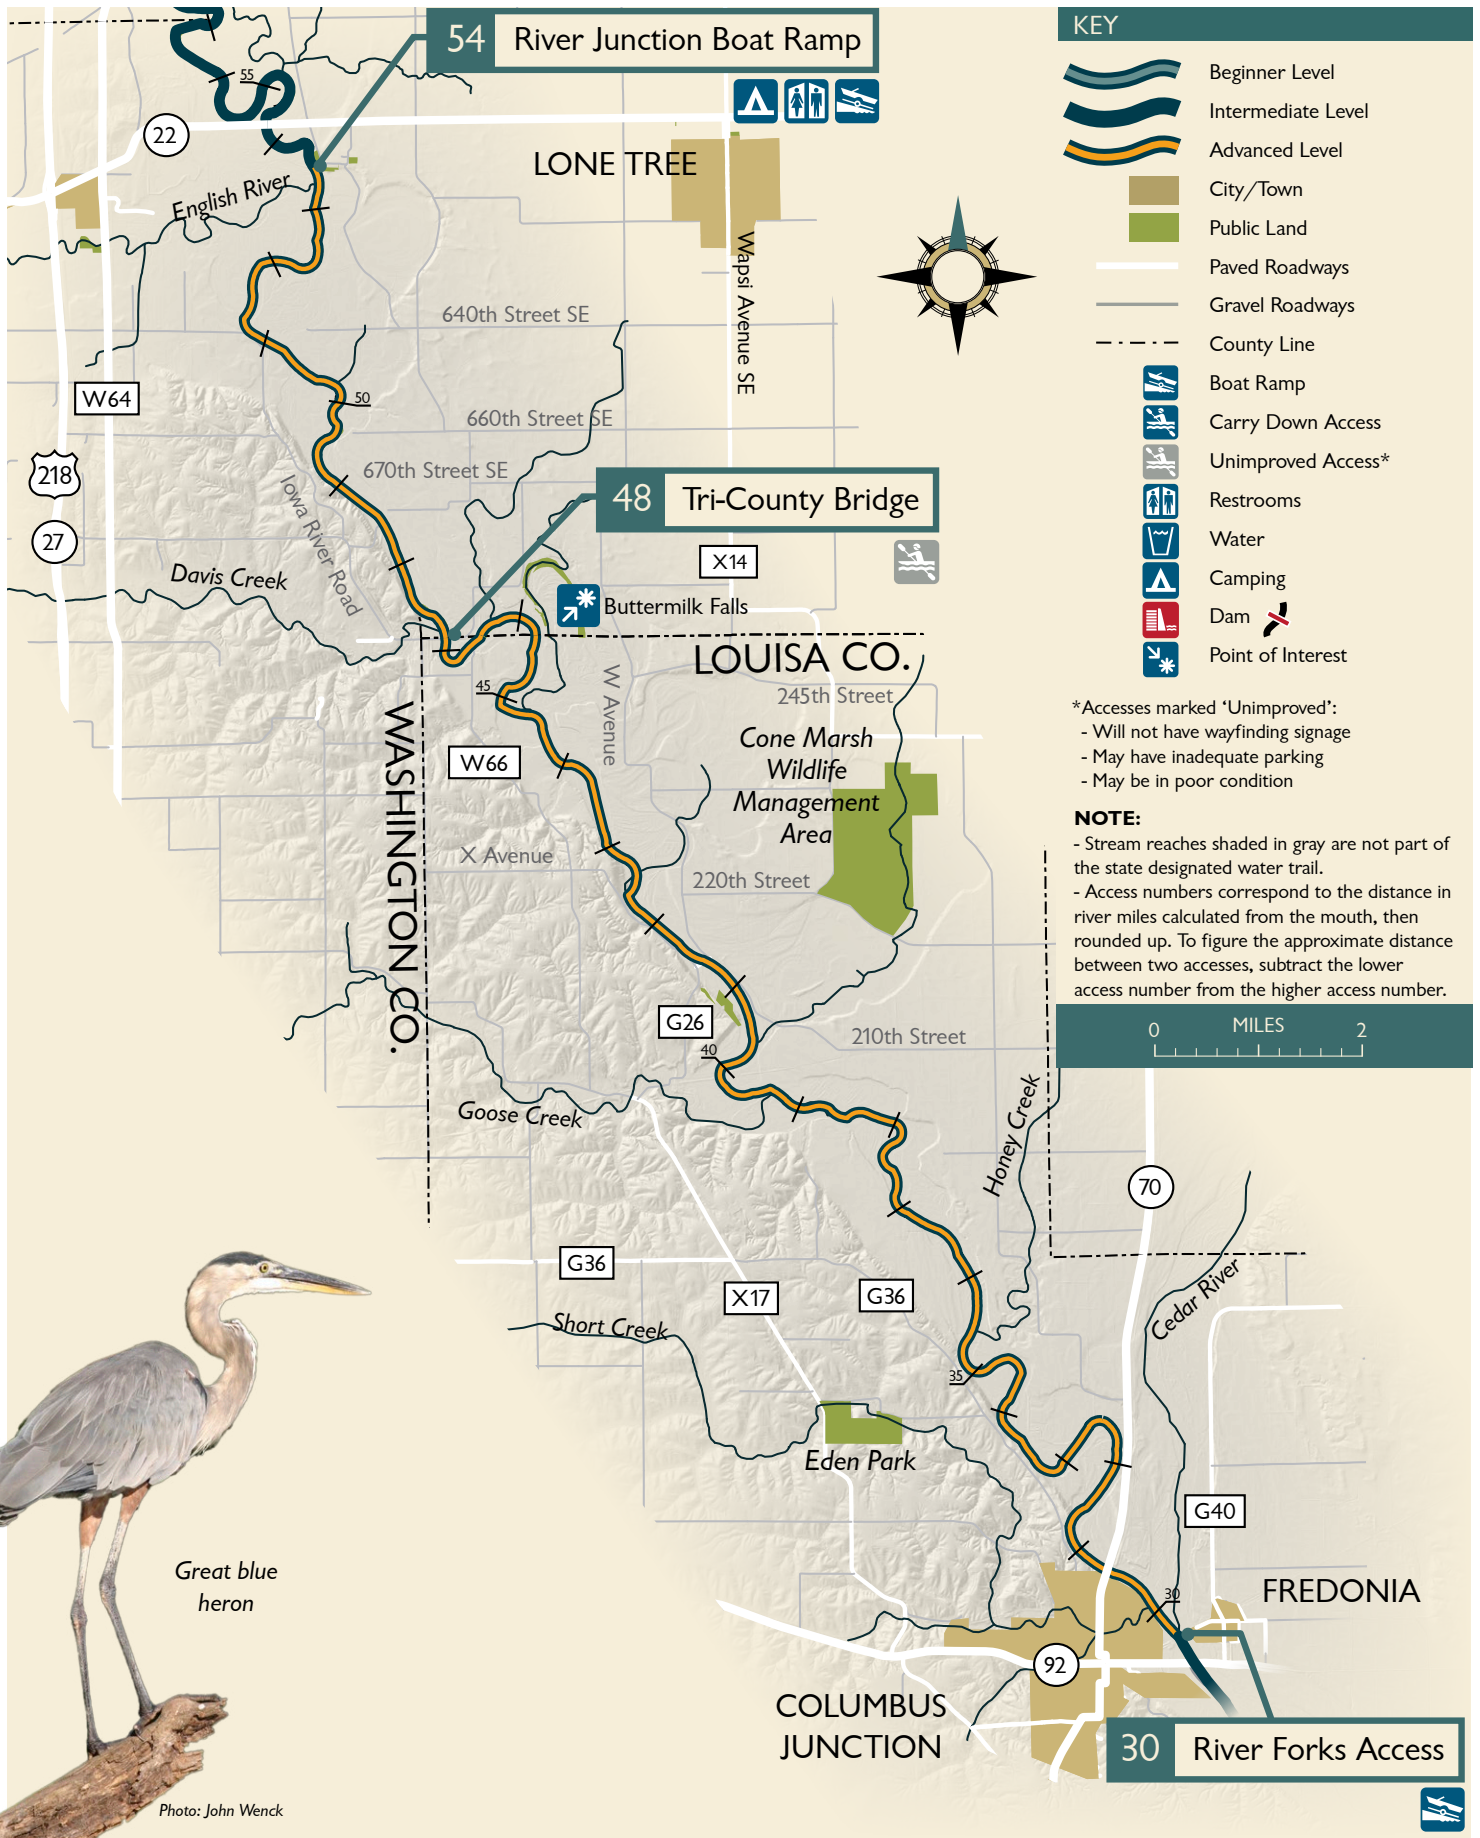 54 River Junction Boat Ramp
55
22
LONE TREE
English River
Wapsi Avenue SE
640th Street SE
W64
50
660th Street SE
670th Street SE
218
27
Iowa River Road
48 Tri-County Bridge
X14
Davis Creek
Buttermilk Falls
LOUISA CO.
245th Street
45
W Avenue
WASHINGTON CO.
W66
Cone Marsh
Wildlife
Management
Area
X Avenue
220th Street
G26
40
210th Street
Goose Creek
Honey Creek
70
G36
X17
G36
Cedar River
Short Creek
35
Eden Park
G40
30
FREDONIA
92
COLUMBUS
JUNCTION
30 River Forks Access
Great blue
heron
Photo: John Wenck
KEY
Beginner Level
Intermediate Level
Advanced Level
City/Town
Public Land
Paved Roadways
Gravel Roadways
County Line
Boat Ramp
Carry Down Access
Unimproved Access*
Restrooms
Water
Camping
Dam
Point of Interest
*Accesses marked ‘Unimproved’:
- Will not have wayfinding signage
- May have inadequate parking
- May be in poor condition
NOTE:
- Stream reaches shaded in gray are not part of
the state designated water trail.
- Access numbers correspond to the distance in
river miles calculated from the mouth, then
rounded up. To figure the approximate distance
between two accesses, subtract the lower
access number from the higher access number.
0 MILES 2